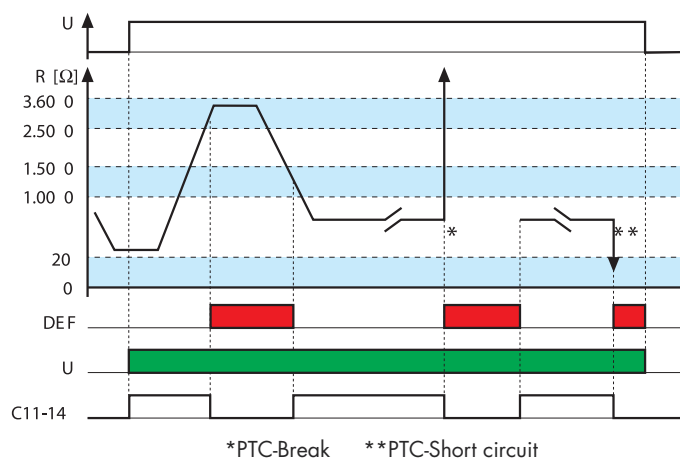 U
R [Ω]
3.60 0
2.50 0
1.50 0
1.00 0
*
**
20
0
DEF
U
C11-14
*PTC-Break **PTC-Short circuit